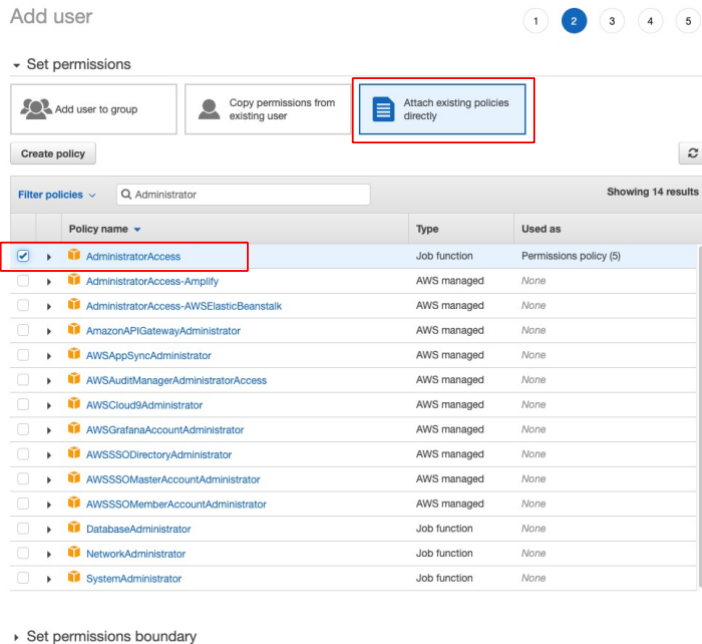 Add user
1 2 3 4 5
Set permissions
Add user to group
Copy permissions from
existing user
Attach existing policies
directly
Create policy
Filter policies
Administrator
Showing 14 results
Policy name Type Used as
AdministratorAccess Job function Permissions policy (5)
AdministratorAccess-Amplify AWS managed None
AdministratorAccess-AWSElasticBeanstalk AWS managed None
AmazonAPIGatewayAdministrator AWS managed None
AWSAppSyncAdministrator AWS managed None
AWSAuditManagerAdministratorAccess AWS managed None
AWSCloud9Administrator AWS managed None
AWSGrafanaAccountAdministrator AWS managed None
AWSSSODirectoryAdministrator AWS managed None
AWSSSOMasterAccountAdministrator AWS managed None
AWSSSOMemberAccountAdministrator AWS managed None
DatabaseAdministrator Job function None
NetworkAdministrator Job function None
SystemAdministrator Job function None
Set permissions boundary